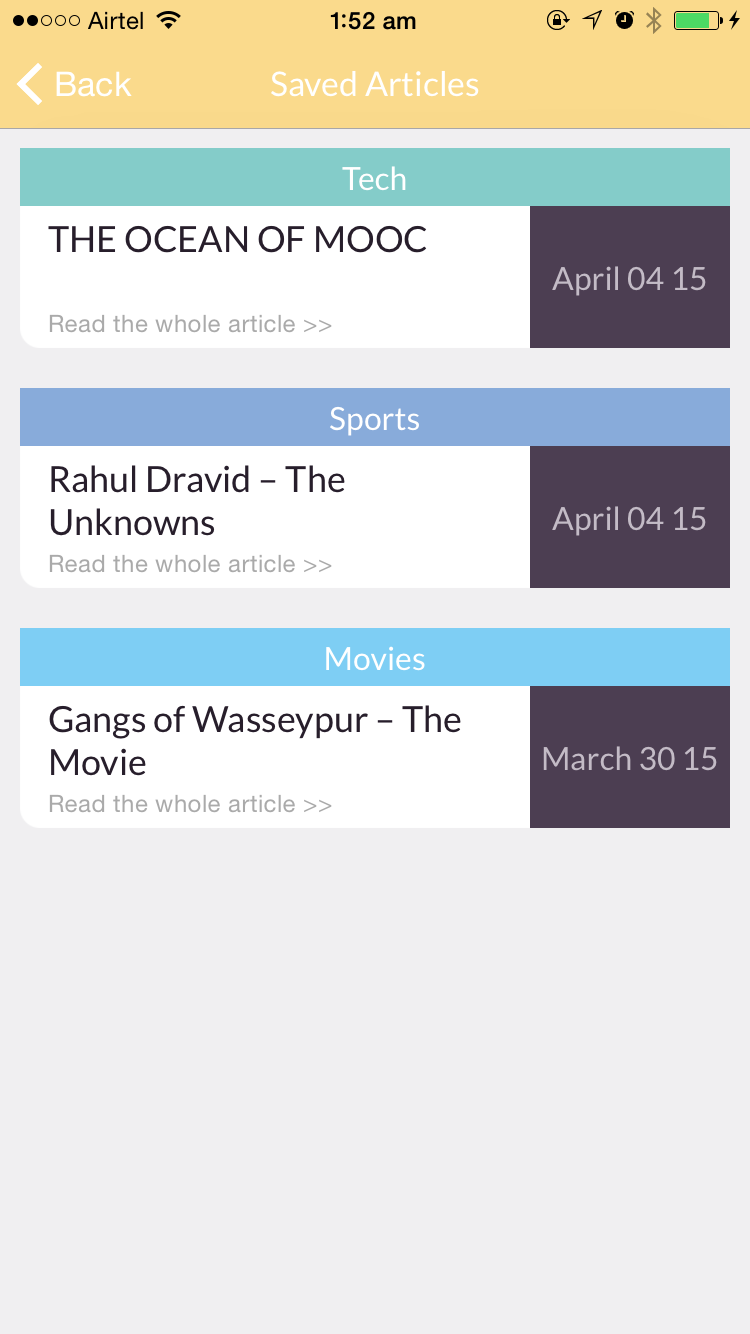 Airtel 1:52 am
Back Saved Articles
Tech
THE OCEAN OF MOOC
Read the whole article >>
April 04 15
Sports
Rahul Dravid – The
Unknowns
Read the whole article >>
April 04 15
Movies
Gangs of Wasseypur – The
Movie
Read the whole article >>
March 30 15